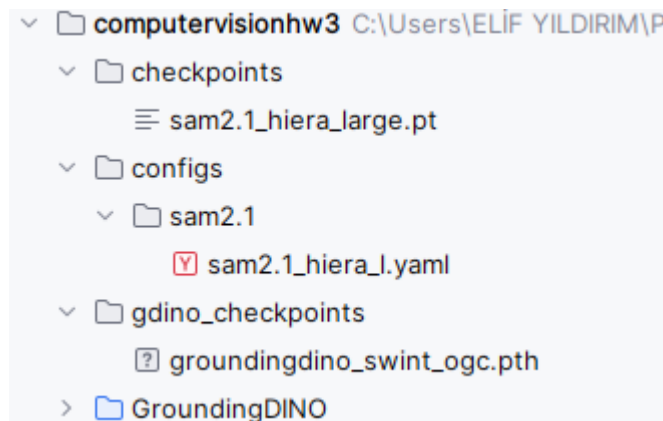 computervisionhw3 C:\Users\ELİF YILDIRIM\P
checkpoints
sam2.1_hiera_large.pt
configs
sam2.1
Y sam2.1_hiera_l.yaml
gdino_checkpoints
? groundingdino_swint_ogc.pth
GroundingDINO